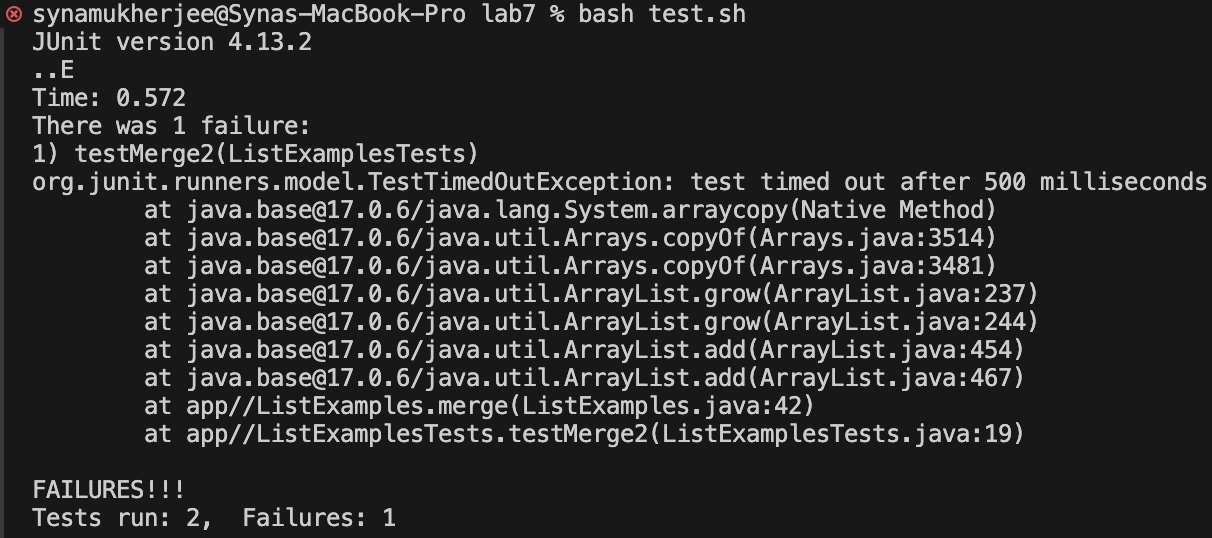 synamukherjee@Synas-MacBook-Pro lab7 % bash test.sh
JUnit version 4.13.2
..E
Time: 0.572
There was 1 failure:
1) testMerge2(ListExamplesTests)
org.junit.runners.model.TestTimedOutException: test timed out after 500 milliseconds
        at java.base@17.0.6/java.lang.System.arraycopy(Native Method)
        at java.base@17.0.6/java.util.Arrays.copyOf(Arrays.java:3514)
        at java.base@17.0.6/java.util.Arrays.copyOf(Arrays.java:3481)
        at java.base@17.0.6/java.util.ArrayList.grow(ArrayList.java:237)
        at java.base@17.0.6/java.util.ArrayList.grow(ArrayList.java:244)
        at java.base@17.0.6/java.util.ArrayList.add(ArrayList.java:454)
        at java.base@17.0.6/java.util.ArrayList.add(ArrayList.java:467)
        at app//ListExamples.merge(ListExamples.java:42)
        at app//ListExamplesTests.testMerge2(ListExamplesTests.java:19)

FAILURES!!!
Tests run: 2,  Failures: 1